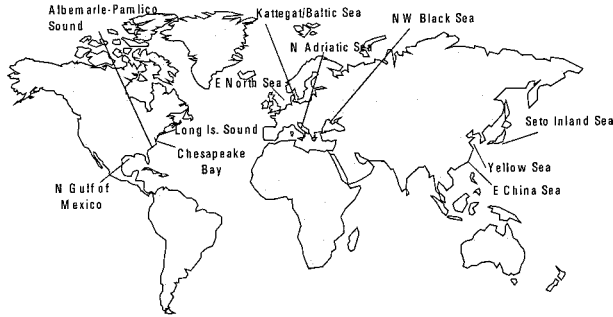 Albemarle-Pamlico
Sound
Kattegat/Baltic Sea
NW Black Sea
N Adriatic Sea
E North Sea
Seto Inland Sea
Long Is. Sound
Chesapeake
Bay
Yellow Sea
N Gulf of
Mexico
E China Sea